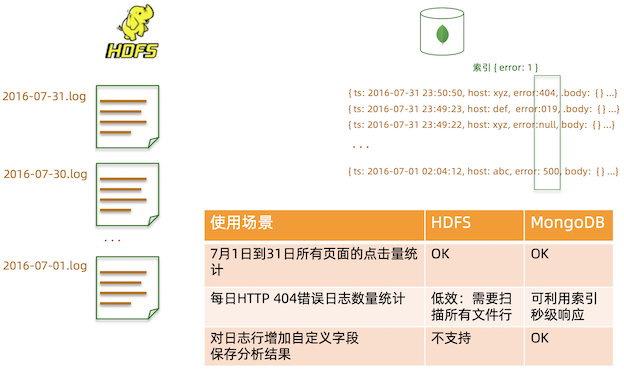 HDFS
2016-07-31.log
2016-07-30.log
...
2016-07-01.log
索引 { error: 1 }
{ ts: 2016-07-31 23:50:50, host: xyz, error:404, .body: { } ...}
{ ts: 2016-07-31 23:49:23, host: def, error:019, .body: { } ...}
{ ts: 2016-07-31 23:49:22, host: xyz, error:null, body: { } ...}
...
{ ts: 2016-07-01 02:04:12, host: abc, error: 500, body: { } ...}
使用场景 HDFS MongoDB
7月1日到31日所有页面的点击量统 OK OK
计
每日HTTP 404错误日志数量统计 低效：需要扫 可利用索引
描所有文件行 秒级响应
对日志行增加自定义字段 不支持 OK
保存分析结果